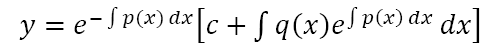 y = e^{-∫p(x) dx}[c + ∫q(x)e^{∫p(x) dx} dx]